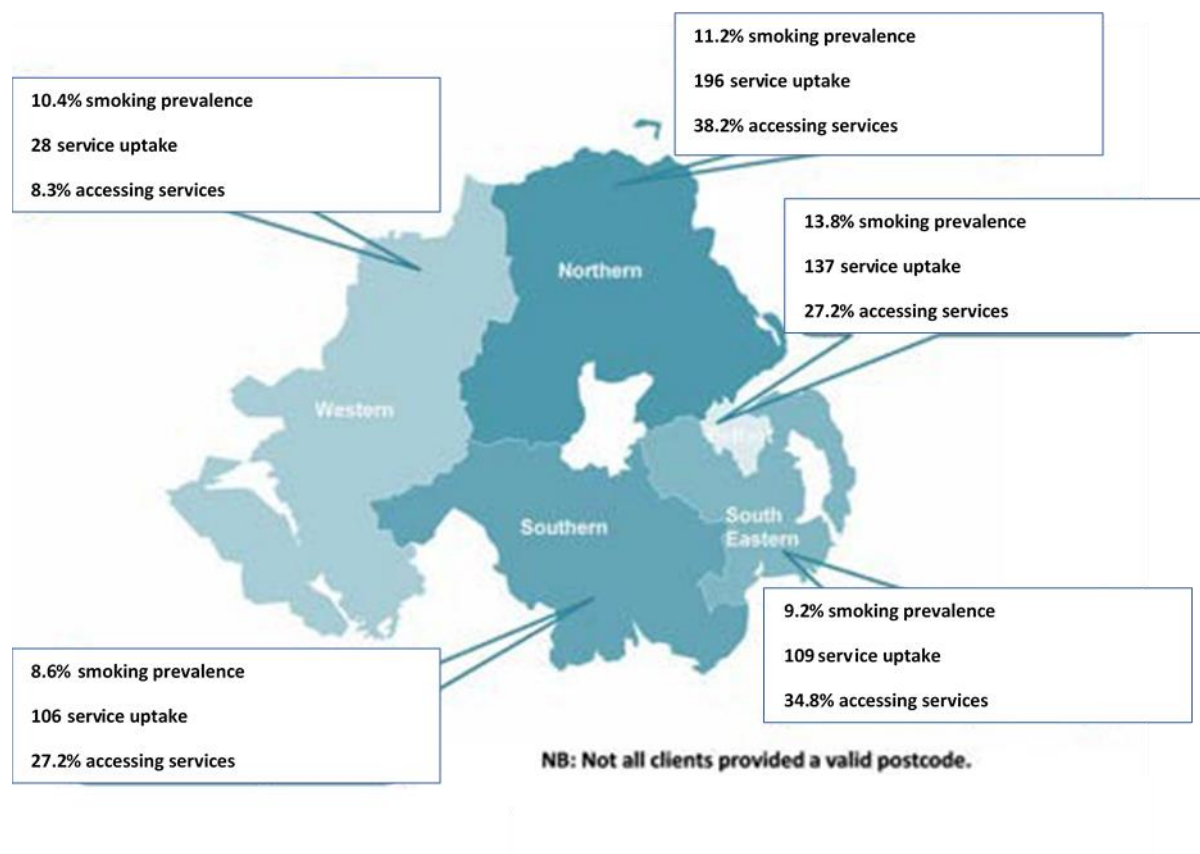 11.2% smoking prevalence
196 service uptake
38.2% accessing services
10.4% smoking prevalence
28 service uptake
8.3% accessing services
13.8% smoking prevalence
137 service uptake
27.2% accessing services
Northern
Western
Southern
South
Eastern
9.2% smoking prevalence
109 service uptake
34.8% accessing services
8.6% smoking prevalence
106 service uptake
27.2% accessing services
NB: Not all clients provided a valid postcode.